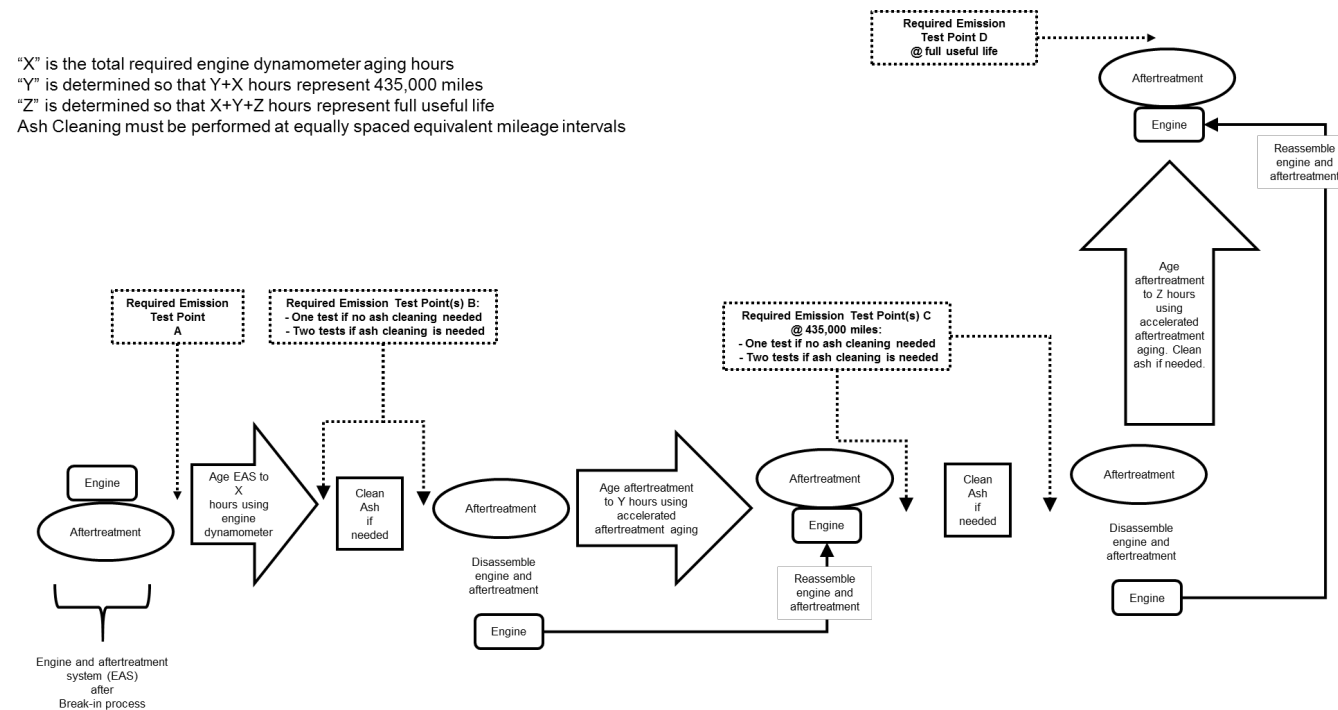 “X” is the total required engine dynamometer aging hours
“Y” is determined so that Y+X hours represent 435,000 miles
“Z” is determined so that X+Y+Z hours represent full useful life
Ash Cleaning must be performed at equally spaced equivalent mileage intervals
Required Emission
Test Point D
@ full useful life
Aftertreatment
Engine
Reassemble
engine and
aftertreatment
Age
aftertreatment
to Z hours
using
accelerated
aftertreatment
aging. Clean
ash if needed.
Required Emission
Test Point
A
Required Emission Test Point(s) B:
- One test if no ash cleaning needed
- Two tests if ash cleaning is needed
Required Emission Test Point(s) C
@ 435,000 miles:
- One test if no ash cleaning needed
- Two tests if ash cleaning is needed
Engine
Aftertreatment
Age EAS to
X
hours using
engine
dynamometer
Clean
Ash
if
needed
Aftertreatment
Disassemble
engine and
aftertreatment
Engine
Age aftertreatment
to Y hours using
accelerated
aftertreatment aging
Aftertreatment
Engine
Reassemble
engine and
aftertreatment
Clean
Ash
if
needed
Aftertreatment
Disassemble
engine and
aftertreatment
Engine
Engine and aftertreatment
system (EAS)
after
Break-in process